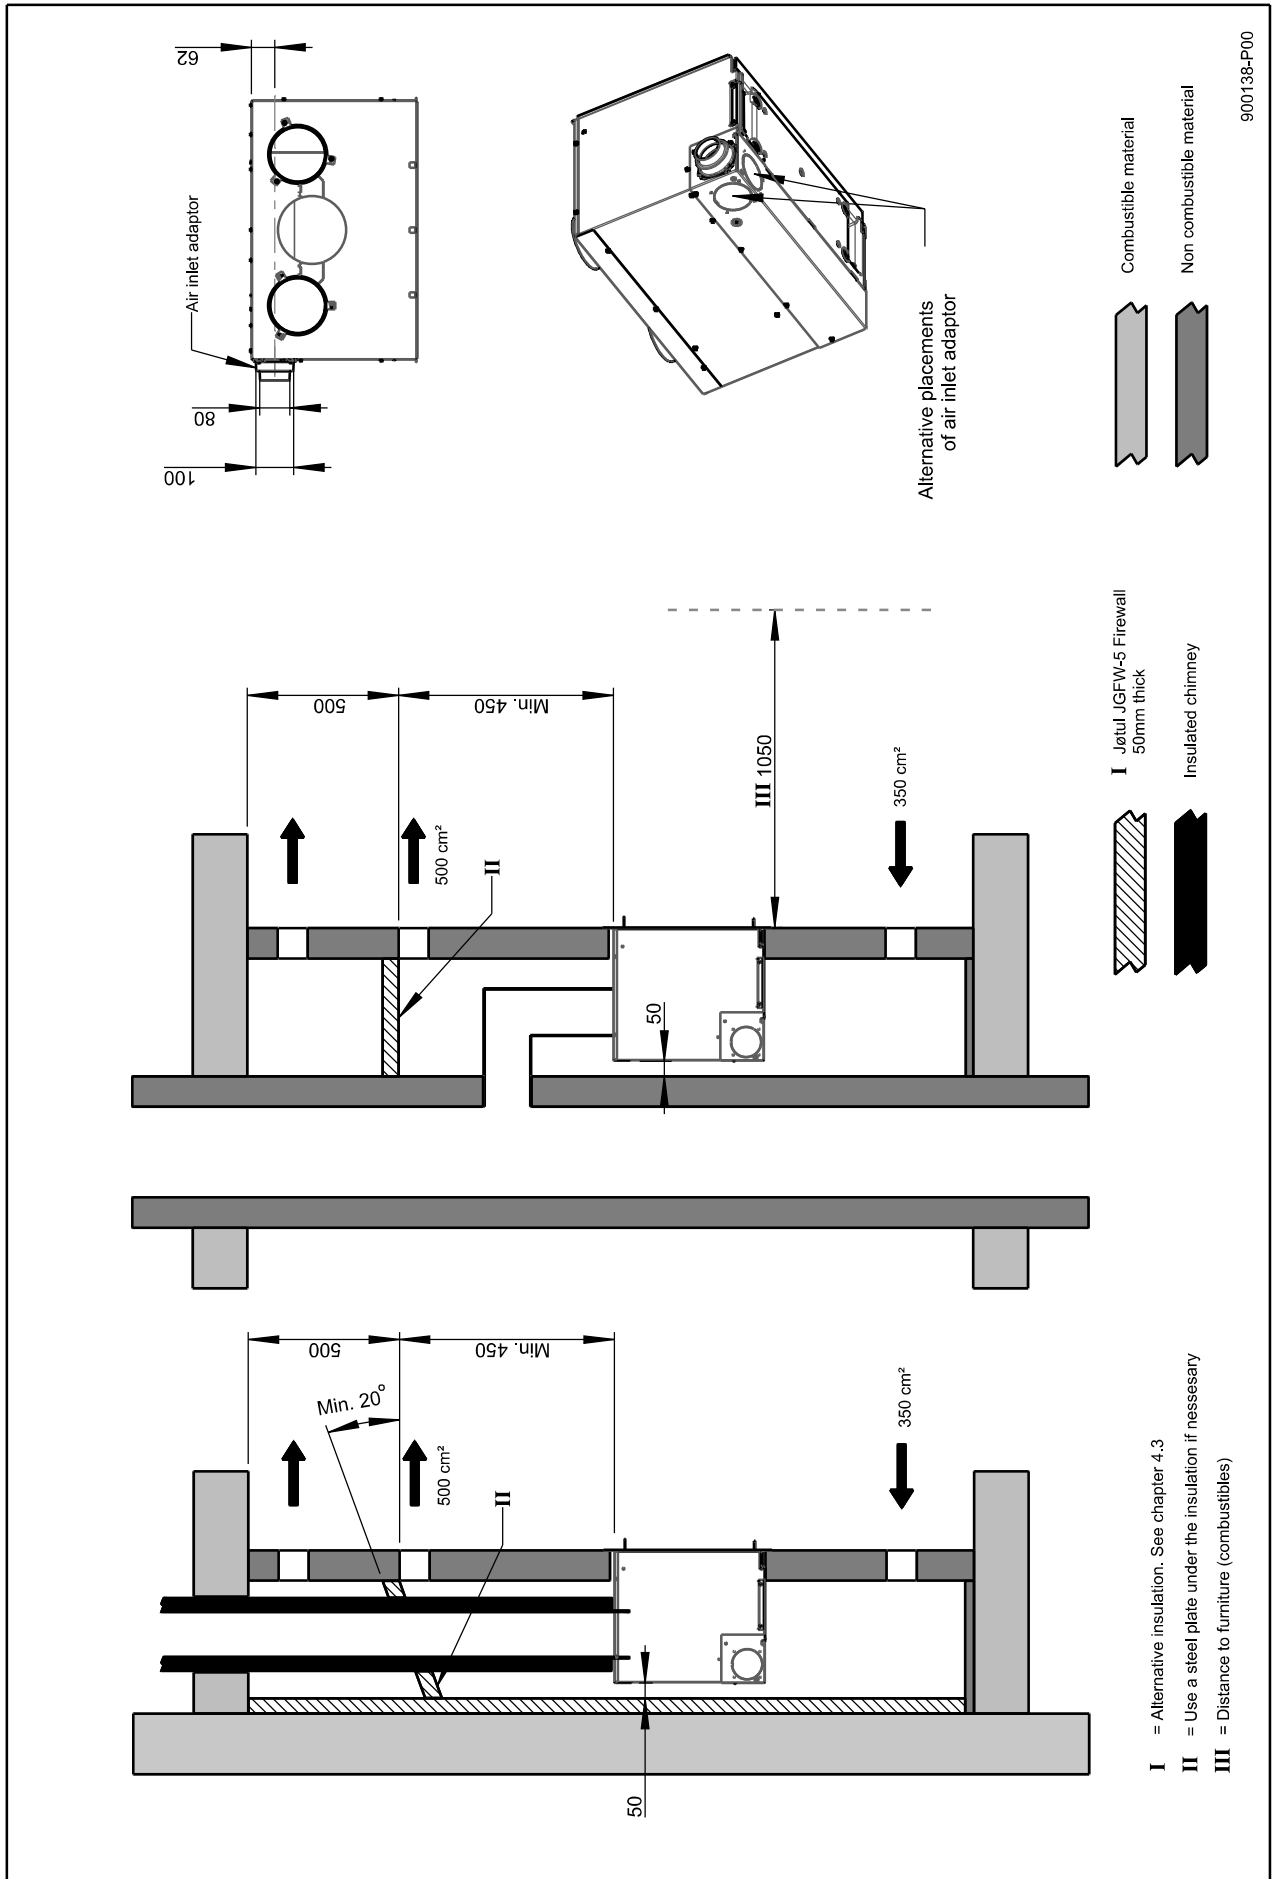 62
Air inlet adaptor
80
100
Alternative placements
of air inlet adaptor
900138-P00
Combustible material
Non combustible material
500
Min. 450
500 cm²
II
50
III 1050
350 cm²
I Jøtul JGFW-5 Firewall
50mm thick
Insulated chimney
500
Min. 450
Min. 20°
500 cm²
II
350 cm²
50
I = Alternative insulation. See chapter 4.3
II = Use a steel plate under the insulation if nessesary
III = Distance to furniture (combustibles)